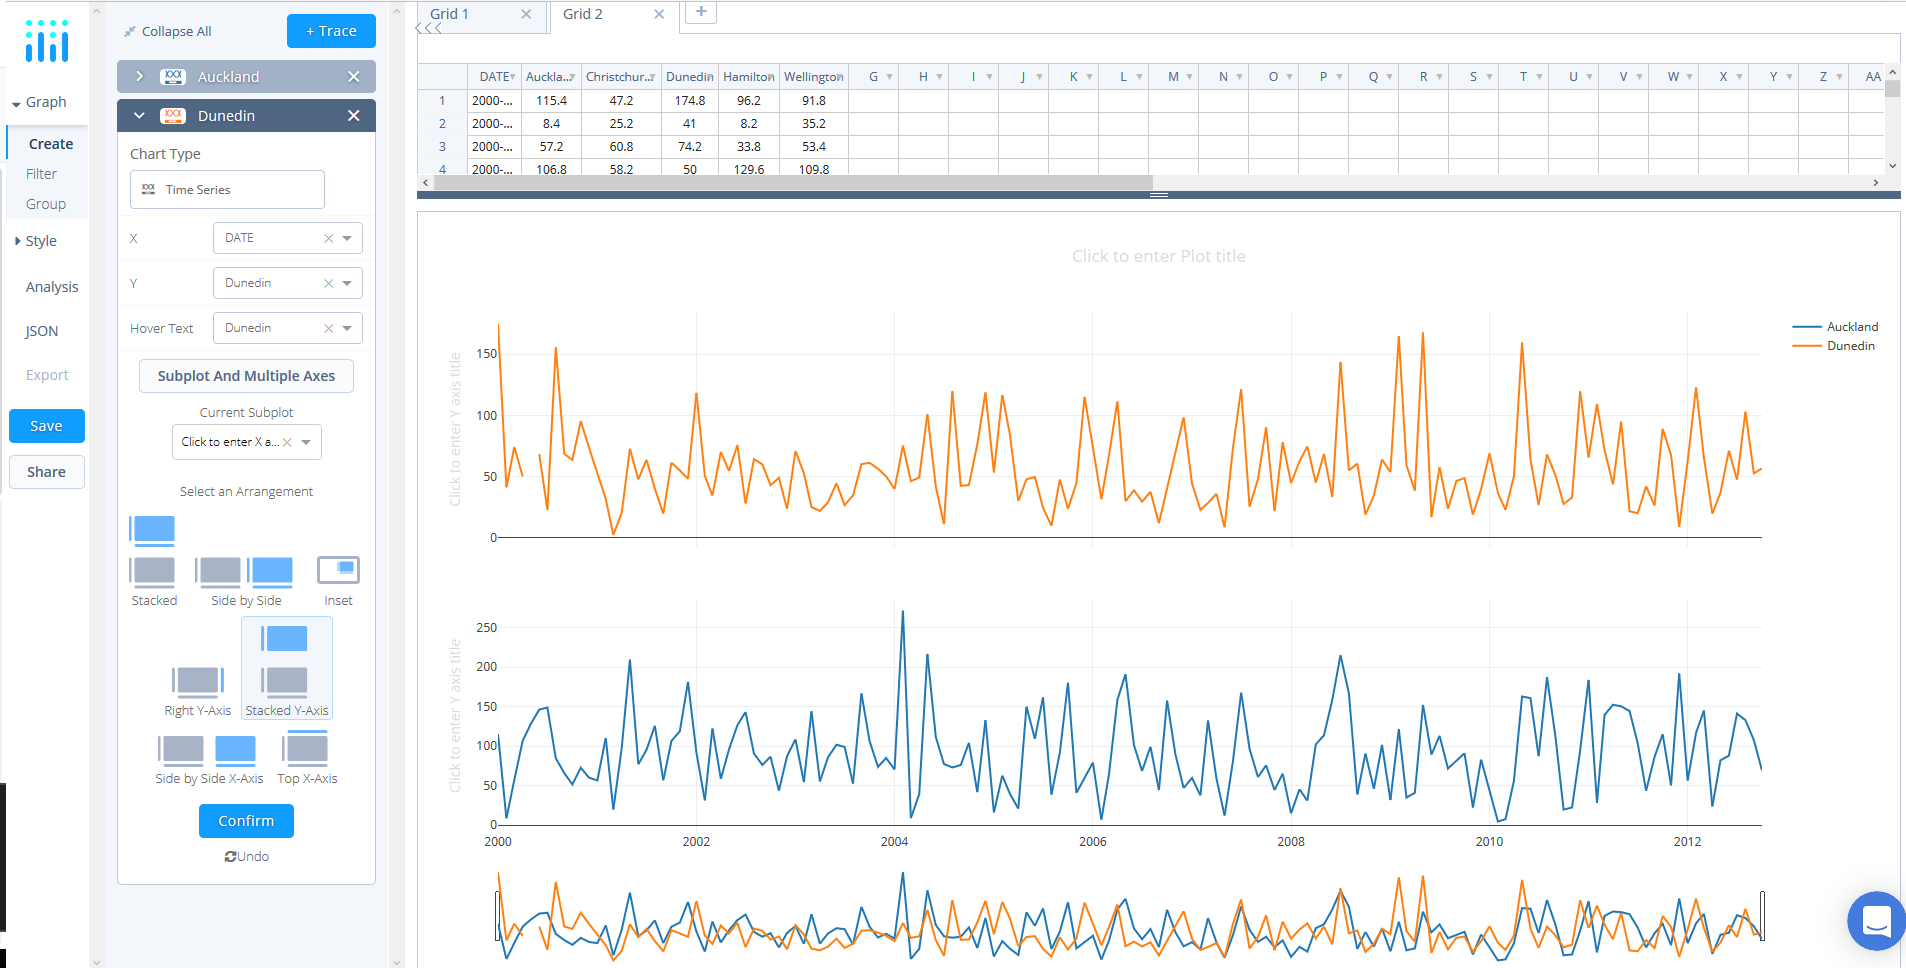 Grid 1
Grid 2
+
Collapse All
+ Trace
Auckland
Dunedin
Chart Type
Time Series
X
DATE
Y
Dunedin
Hover Text
Dunedin
Subplot And Multiple Axes
Current Subplot
Click to enter X a...
Select an Arrangement
Stacked
Side by Side
Inset
Right Y-Axis
Stacked Y-Axis
Side by Side X-Axis
Top X-Axis
Confirm
Undo
Graph
Create
Filter
Group
Style
Analysis
JSON
Export
Save
Share
DATE Auckla... Christchur... Dunedin Hamilton Wellington G H I J K L M N O P Q R S T U V W X Y Z AA
1 2000-... 115.4 47.2 174.8 96.2 91.8
2 2000-... 8.4 25.2 41 8.2 35.2
3 2000-... 57.2 60.8 74.2 33.8 53.4
4 2000-... 106.8 58.2 50 129.6 109.8
Click to enter Plot title
Auckland
Dunedin
Click to enter Y axis title
150
100
50
0
Click to enter Y axis title
250
200
150
100
50
0
2000 2002 2004 2006 2008 2010 2012